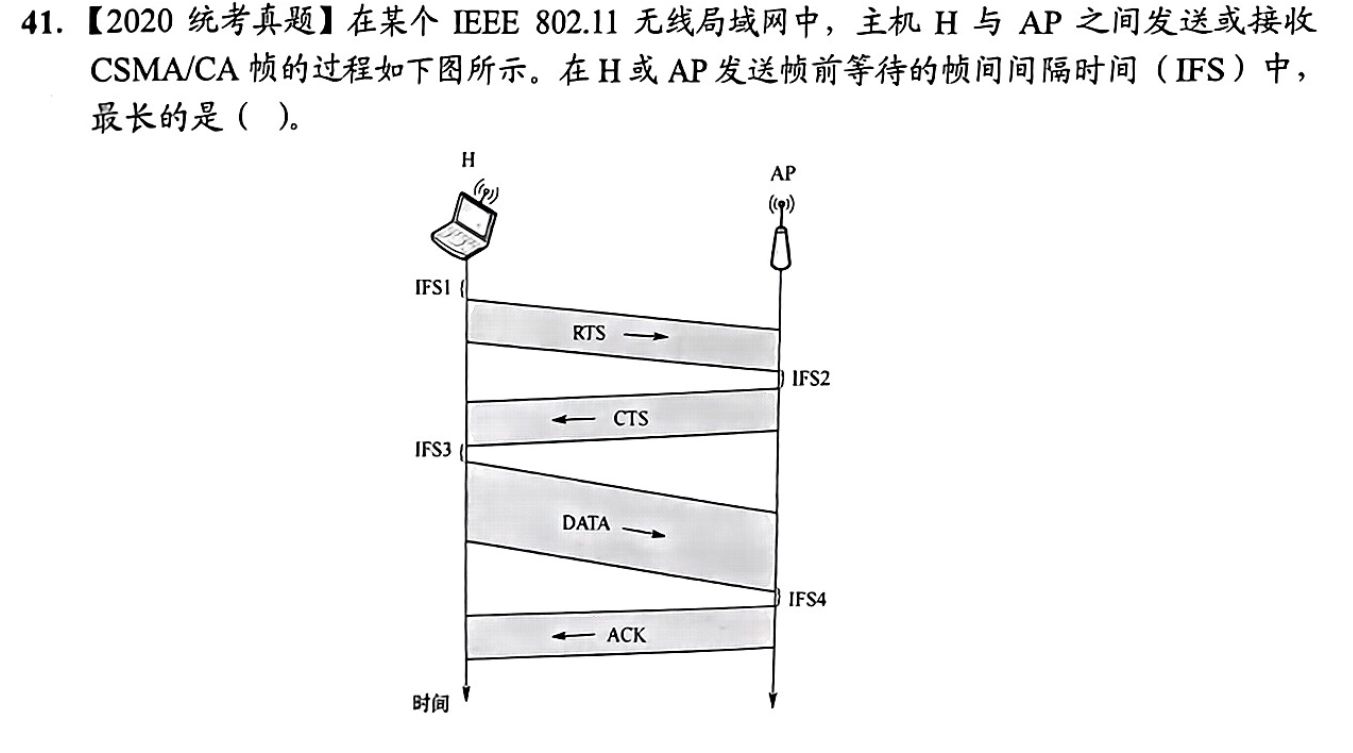 41.【2020 统考真题】在某个 IEEE 802.11 无线局域网中，主机 H 与 AP 之间发送或接收
CSMA/CA 帧的过程如下图所示。在 H 或 AP 发送帧前等待的帧间间隔时间（IFS）中，
最长的是（ ）。
H
AP
IFS1
RTS
IFS2
CTS
IFS3
DATA
IFS4
ACK
时间